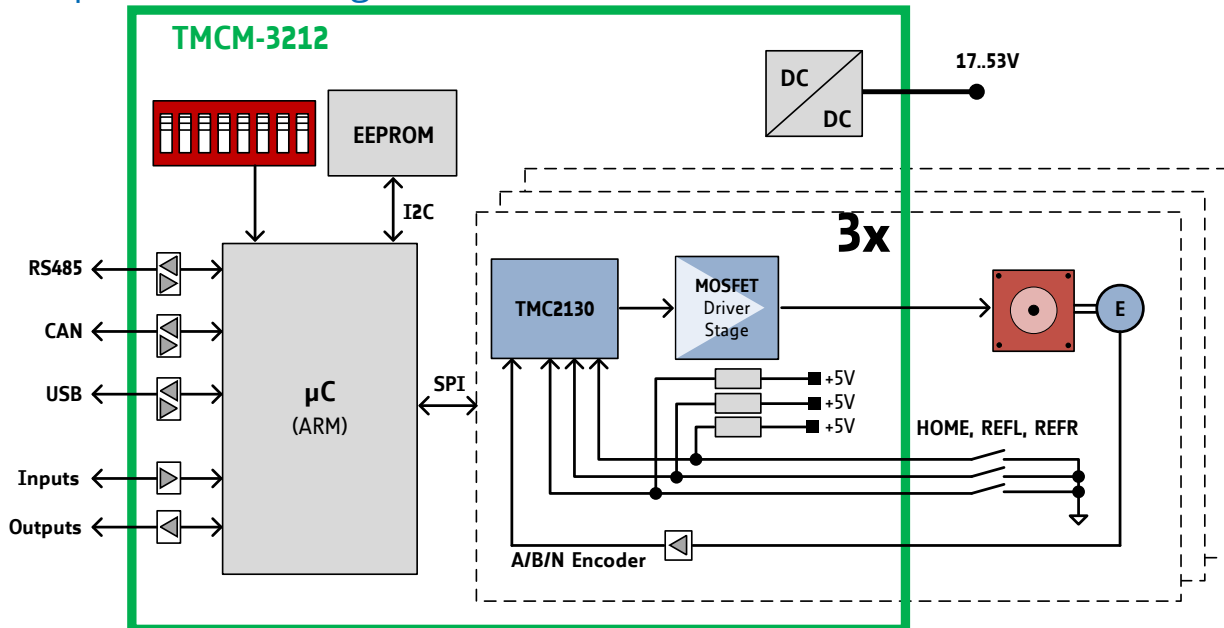 TMCM-3212
17..53V
DC
DC
EEPROM
I2C
3x
RS485
CAN
USB
Inputs
Outputs
µC
(ARM)
SPI
TMC2130
MOSFET
Driver
Stage
E
+5V
+5V
+5V
HOME, REFL, REFR
A/B/N Encoder